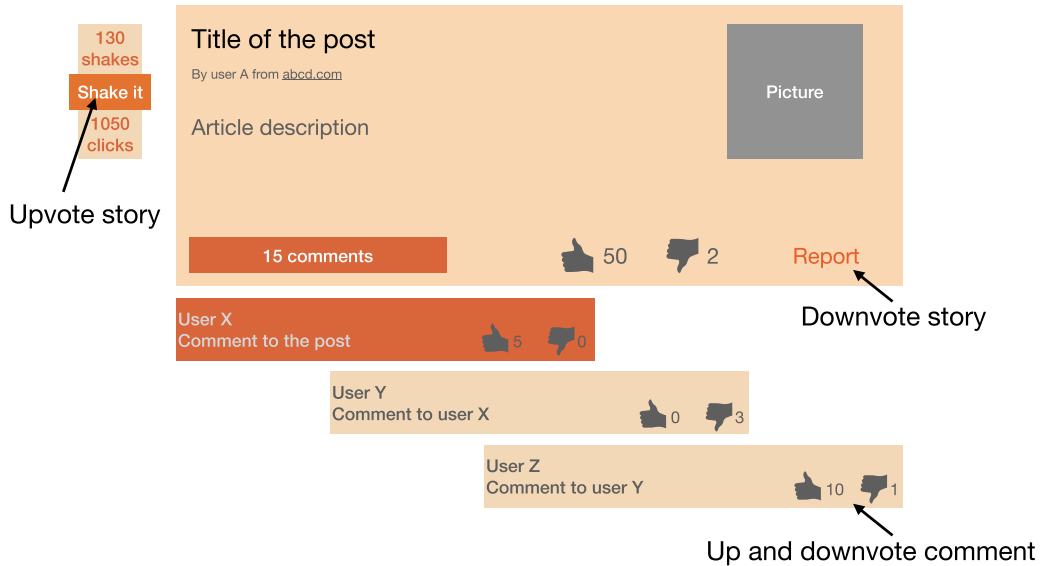 130
shakes
Shake it
1050
clicks
Upvote story
Title of the post
By user A from abcd.com
Article description
Picture
15 comments
50
2
Report
Downvote story
User X
Comment to the post
5
0
User Y
Comment to user X
0
3
User Z
Comment to user Y
10
1
Up and downvote comment